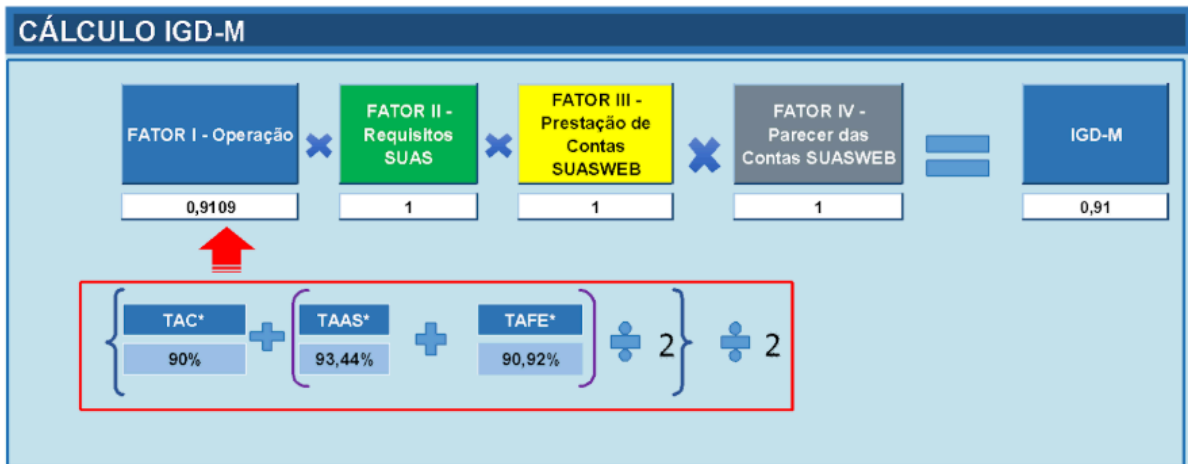 CÁLCULO IGD-M
FATOR I - Operação
FATOR II -
Requisitos
SUAS
FATOR III -
Prestação de
Contas
SUASWEB
FATOR IV -
Parecer das
Contas SUASWEB
IGD-M
0,9109
1
1
1
0,91
TAC*
TAAS*
TAFE*
90%
93,44%
90,92%
2
2